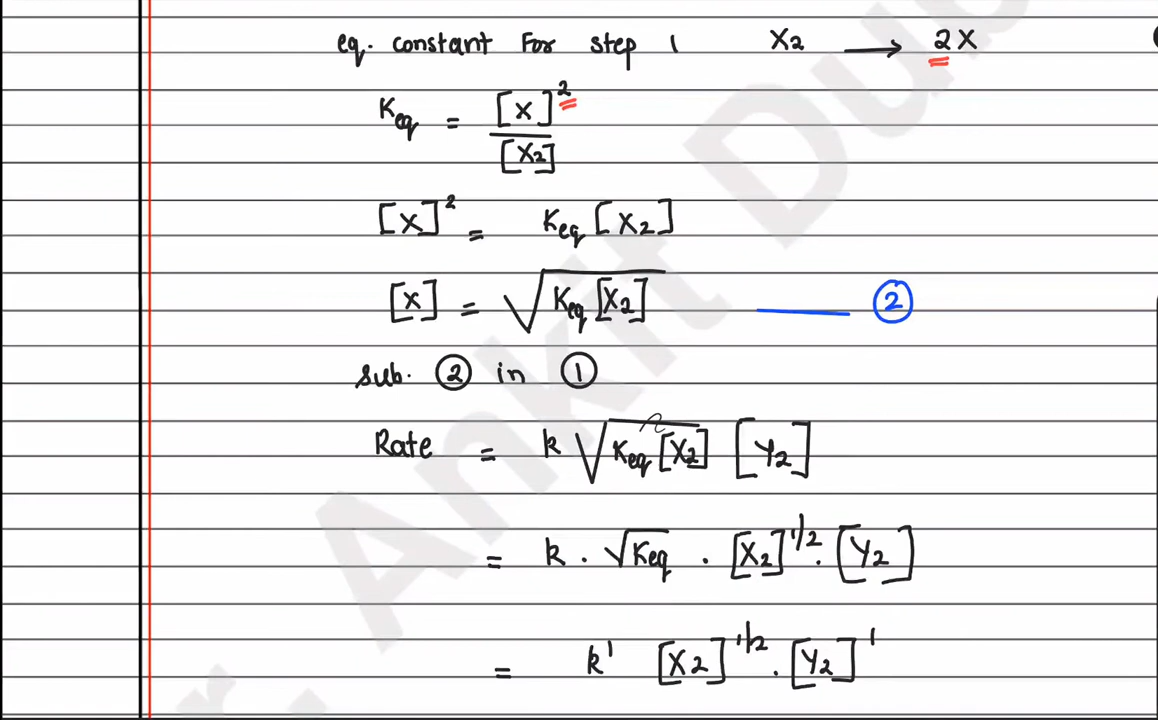 eq. constant For step 1 X₂ → 2X
Keq = [X]² / [X₂]
[X]² = Keq [X₂]
[X] = √Keq [X₂] ——— ②
sub. ② in ①
Rate = k √Keq [X₂] [Y₂]
= k . √Keq . [X₂]^1/2 . [Y₂]
= k' [X₂]^1/2 . [Y₂]^1